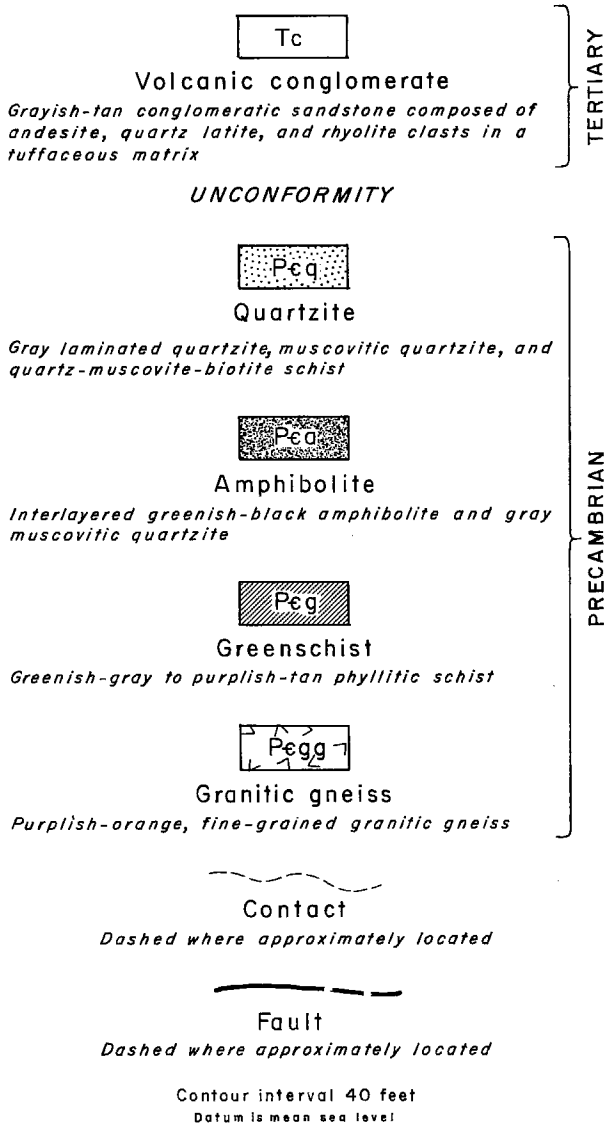 Tc
Volcanic conglomerate
Grayish-tan conglomeratic sandstone composed of
andesite, quartz latite, and rhyolite clasts in a
tuffaceous matrix
TERTIARY
UNCONFORMITY
P€q
Quartzite
Gray laminated quartzite, muscovitic quartzite, and
quartz-muscovite-biotite schist
P€a
Amphibolite
Interlayered greenish-black amphibolite and gray
muscovitic quartzite
P€g
Greenschist
Greenish-gray to purplish-tan phyllitic schist
P€gg
Granitic gneiss
Purplish-orange, fine-grained granitic gneiss
PRECAMBRIAN
Contact
Dashed where approximately located
Fault
Dashed where approximately located
Contour interval 40 feet
Datum is mean sea level